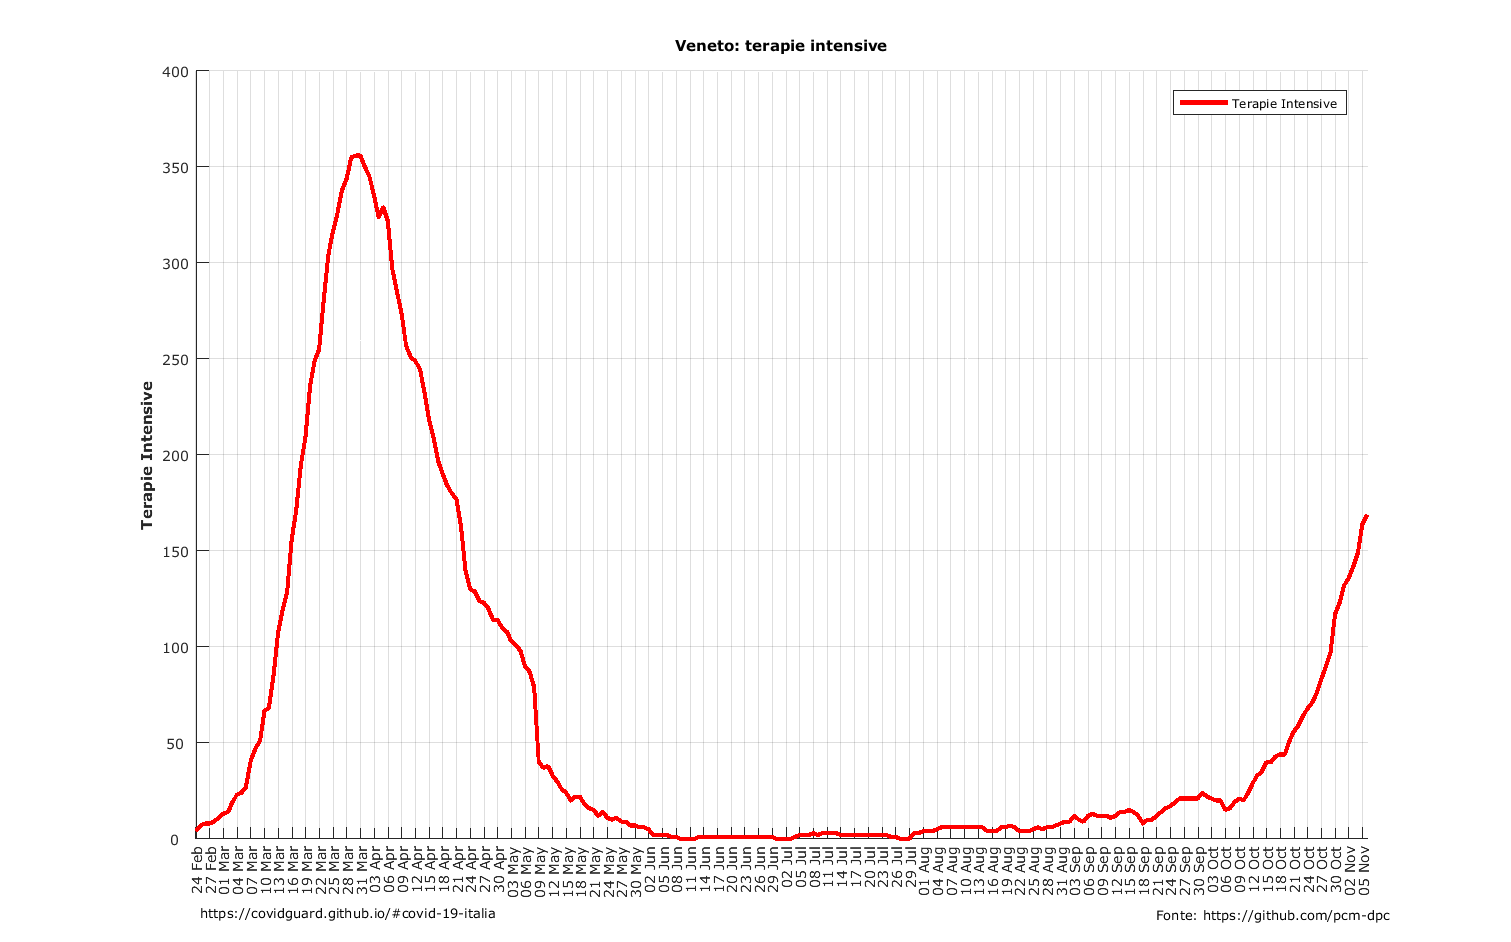 Veneto: terapie intensive
Terapie Intensive
400
350
300
250
200
150
100
50
0
Terapie Intensive
24 Feb
27 Feb
01 Mar
04 Mar
07 Mar
10 Mar
13 Mar
16 Mar
19 Mar
22 Mar
25 Mar
28 Mar
31 Mar
03 Apr
06 Apr
09 Apr
12 Apr
15 Apr
18 Apr
21 Apr
24 Apr
27 Apr
30 Apr
03 May
06 May
09 May
12 May
15 May
18 May
21 May
24 May
27 May
30 May
02 Jun
05 Jun
08 Jun
11 Jun
14 Jun
17 Jun
20 Jun
23 Jun
26 Jun
29 Jun
02 Jul
05 Jul
08 Jul
11 Jul
14 Jul
17 Jul
20 Jul
23 Jul
26 Jul
29 Jul
01 Aug
04 Aug
07 Aug
10 Aug
13 Aug
16 Aug
19 Aug
22 Aug
25 Aug
28 Aug
31 Aug
03 Sep
06 Sep
09 Sep
12 Sep
15 Sep
18 Sep
21 Sep
24 Sep
27 Sep
30 Sep
03 Oct
06 Oct
09 Oct
12 Oct
15 Oct
18 Oct
21 Oct
24 Oct
27 Oct
30 Oct
02 Nov
05 Nov
https://covidguard.github.io/#covid-19-italia
Fonte: https://github.com/pcm-dpc